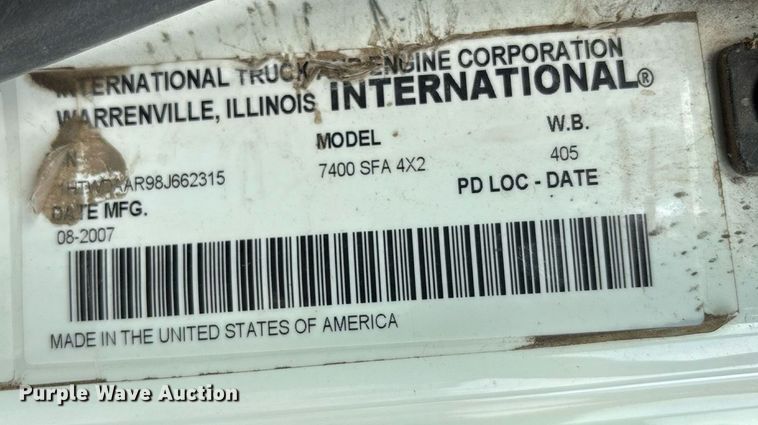 INTERNATIONAL TRUCK AND ENGINE CORPORATION
WARRENVILLE, ILLINOIS INTERNATIONAL®
MODEL W.B.
7400 SFA 4X2 405
DATE MFG. PD LOC - DATE
08-2007
MADE IN THE UNITED STATES OF AMERICA
Purple Wave Auction